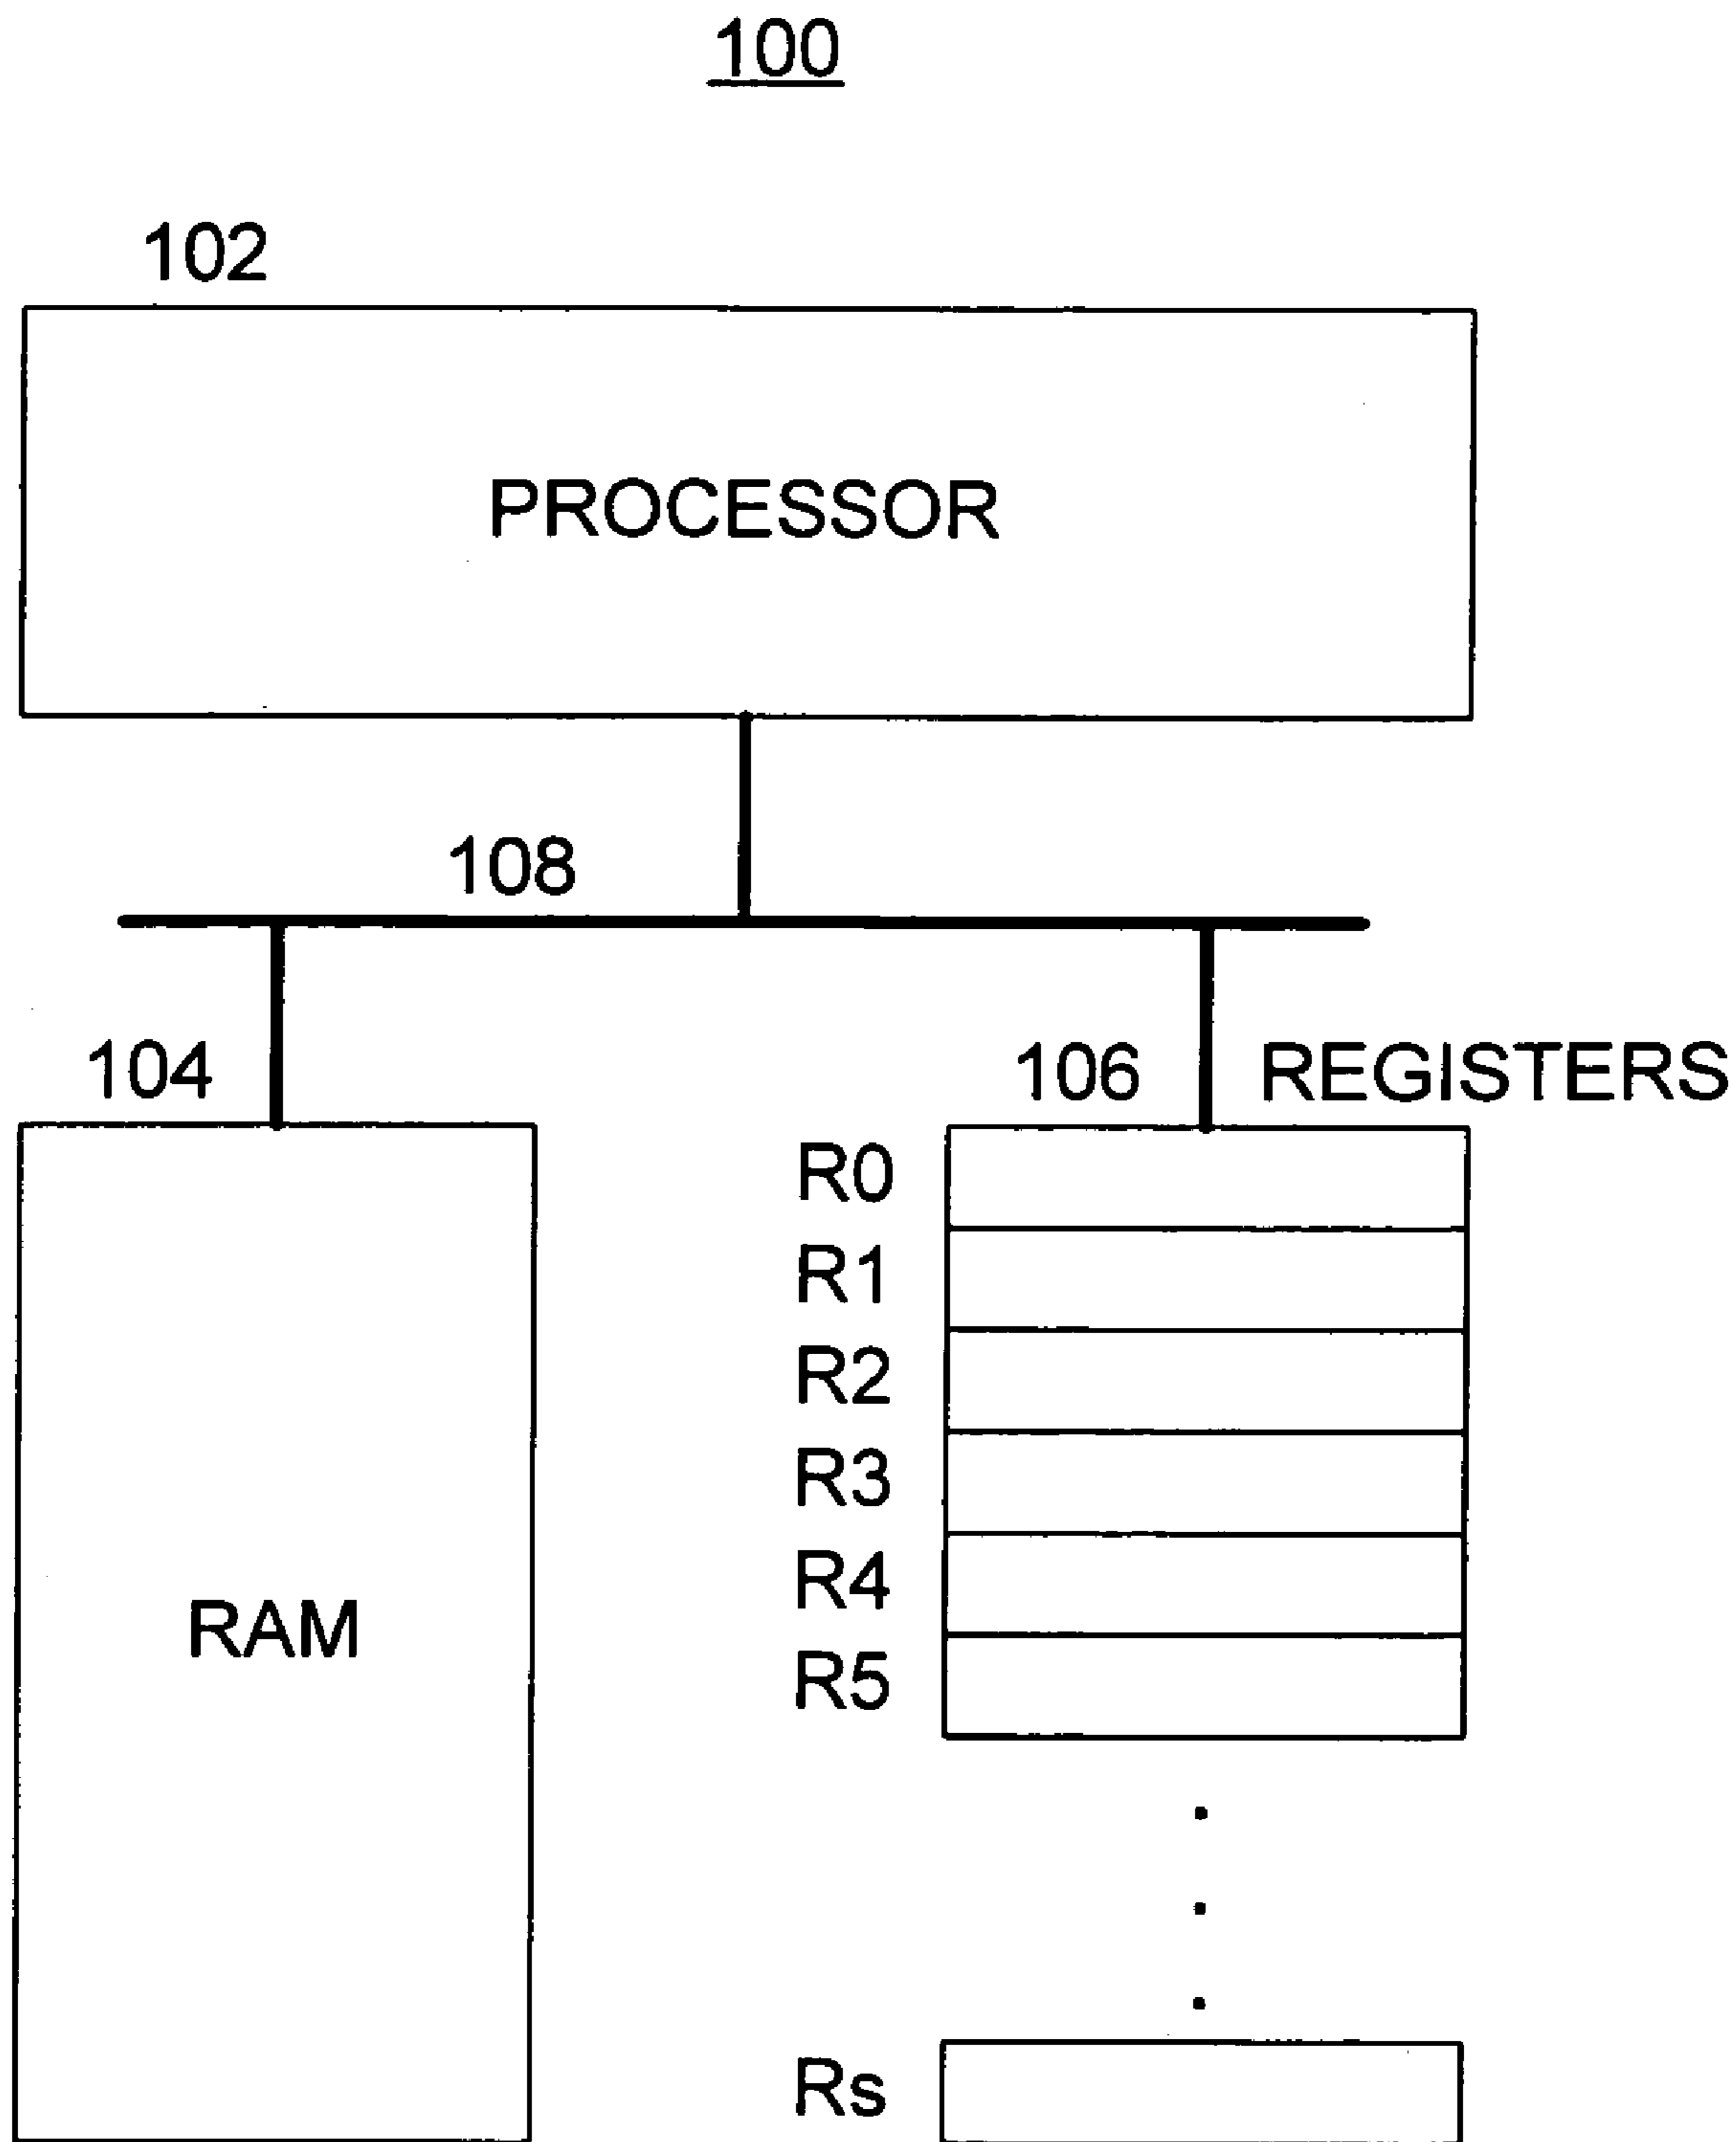 100
102
PROCESSOR
108
104
106 REGISTERS
R0
R1
R2
R3
R4
R5
RAM
Rs